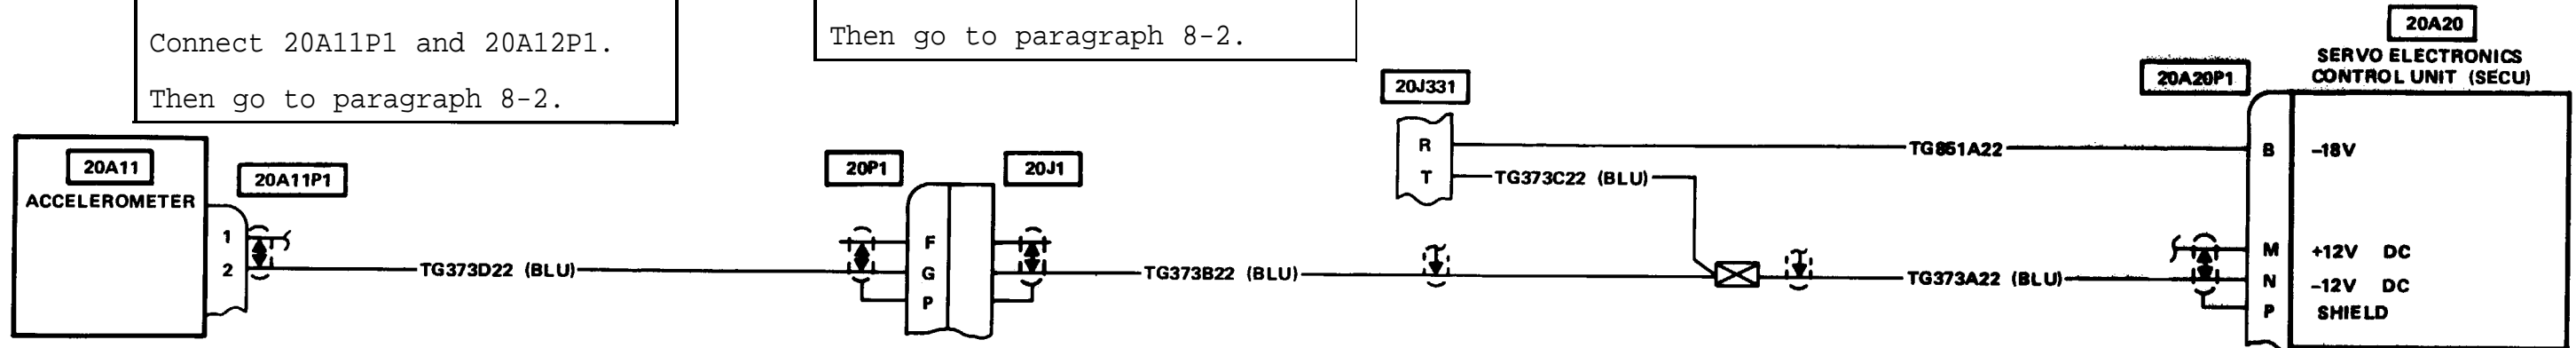 Connect 20A11P1 and 20A12P1.
Then go to paragraph 8-2.
Then go to paragraph 8-2.
20A20
SERVO ELECTRONICS
CONTROL UNIT (SECU)
20A20P1
20J331
R
TG851A22
B
-18V
T
TG373C22 (BLU)
20A11
ACCELEROMETER
20A11P1
20P1
20J1
1
F
M
+12V DC
2
TG373D22 (BLU)
G
TG373B22 (BLU)
TG373A22 (BLU)
N
-12V DC
P
P
SHIELD